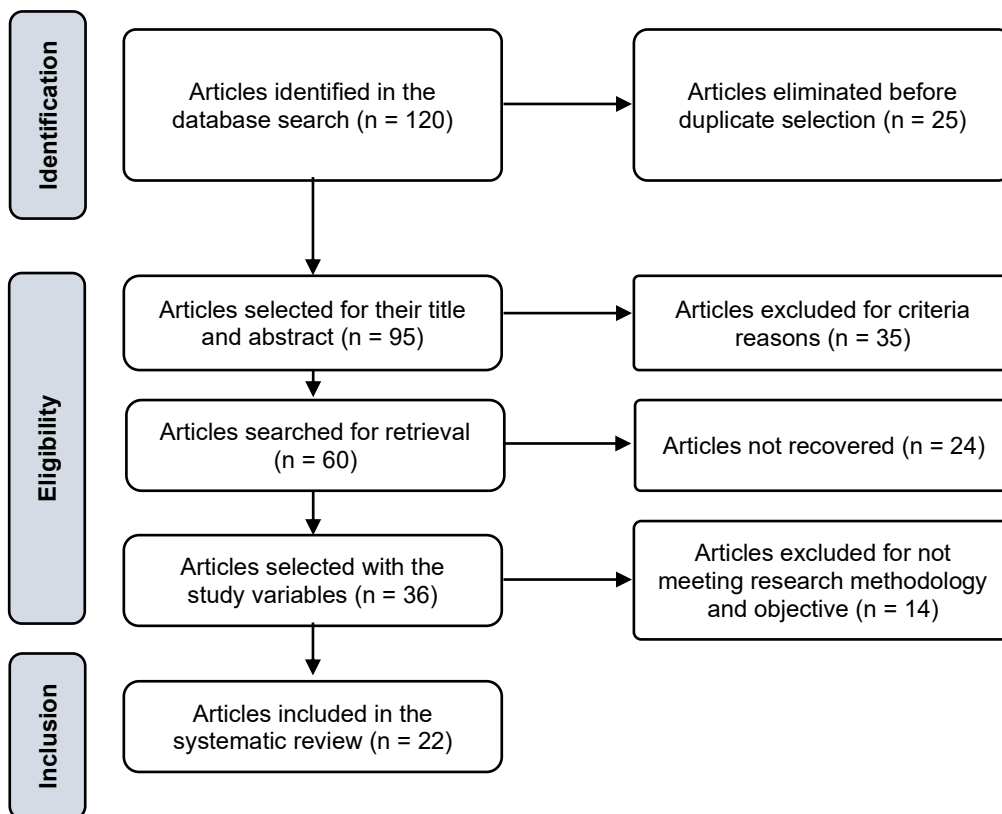 Identification
Articles identified in the
database search (n = 120)
Articles eliminated before
duplicate selection (n = 25)
Eligibility
Articles selected for their title
and abstract (n = 95)
Articles excluded for criteria
reasons (n = 35)
Articles searched for retrieval
(n = 60)
Articles not recovered (n = 24)
Articles selected with the
study variables (n = 36)
Articles excluded for not
meeting research methodology
and objective (n = 14)
Inclusion
Articles included in the
systematic review (n = 22)